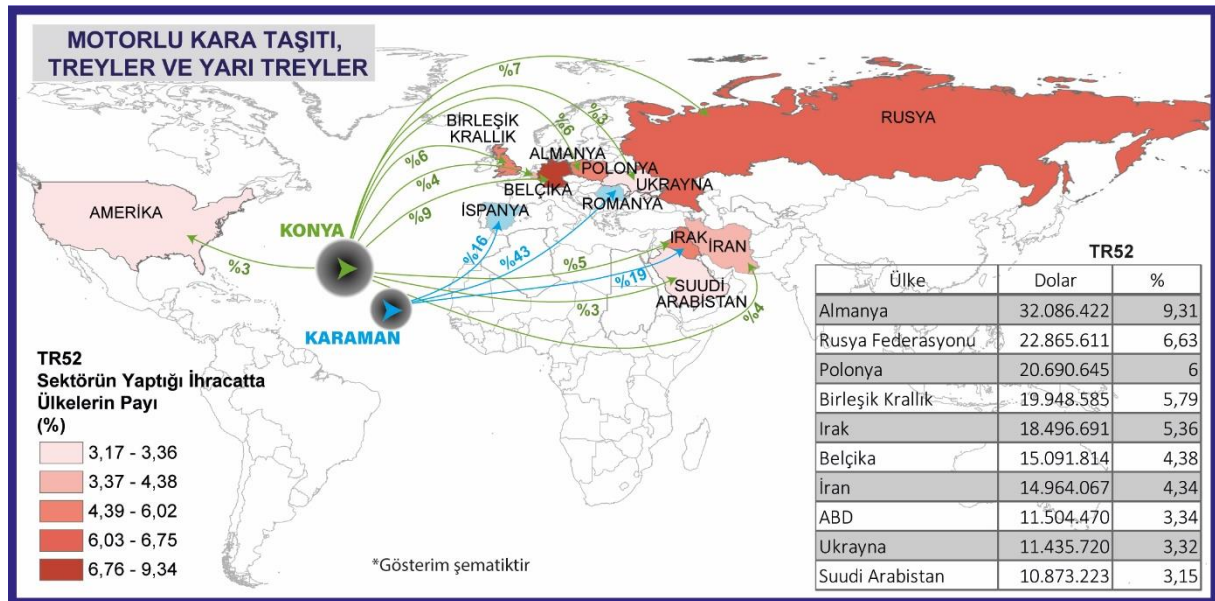 MOTORLU KARA TAŞITI,
TREYLER VE YARI TREYLER
%7
%3
%6
BİRLEŞİK
KRALLIK
ALMANYA
POLONYA
RUSYA
%6
%4
BELÇİKA
UKRAYNA
ROMANYA
AMERİKA
%9
İSPANYA
KONYA
IRAK
İRAN
%16
%43
%3
%5
%19
SUUDİ
ARABİSTAN
%3
%4
KARAMAN
TR52
Sektörün Yaptığı İhracatta
Ülkelerin Payı
(%)
3,17 - 3,36
3,37 - 4,38
4,39 - 6,02
6,03 - 6,75
6,76 - 9,34
*Gösterim şematiktir
TR52
Ülke Dolar %
Almanya 32.086.422 9,31
Rusya Federasyonu 22.865.611 6,63
Polonya 20.690.645 6
Birleşik Krallık 19.948.585 5,79
Irak 18.496.691 5,36
Belçika 15.091.814 4,38
İran 14.964.067 4,34
ABD 11.504.470 3,34
Ukrayna 11.435.720 3,32
Suudi Arabistan 10.873.223 3,15